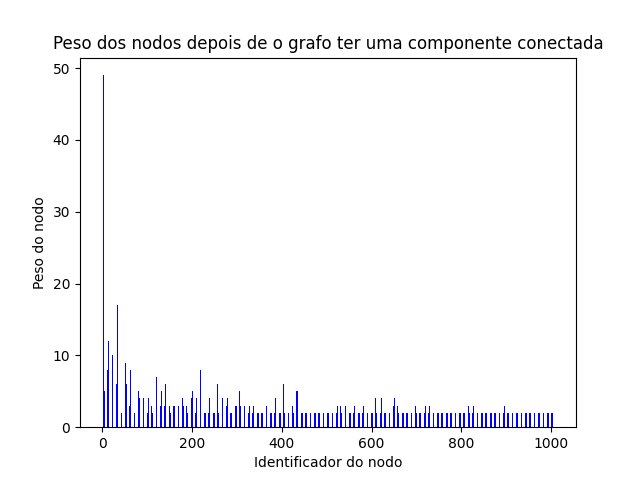 Peso dos nodos depois de o grafo ter uma componente conectada
50
40
30
20
10
0
Peso do nodo
0 200 400 600 800 1000
Identificador do nodo